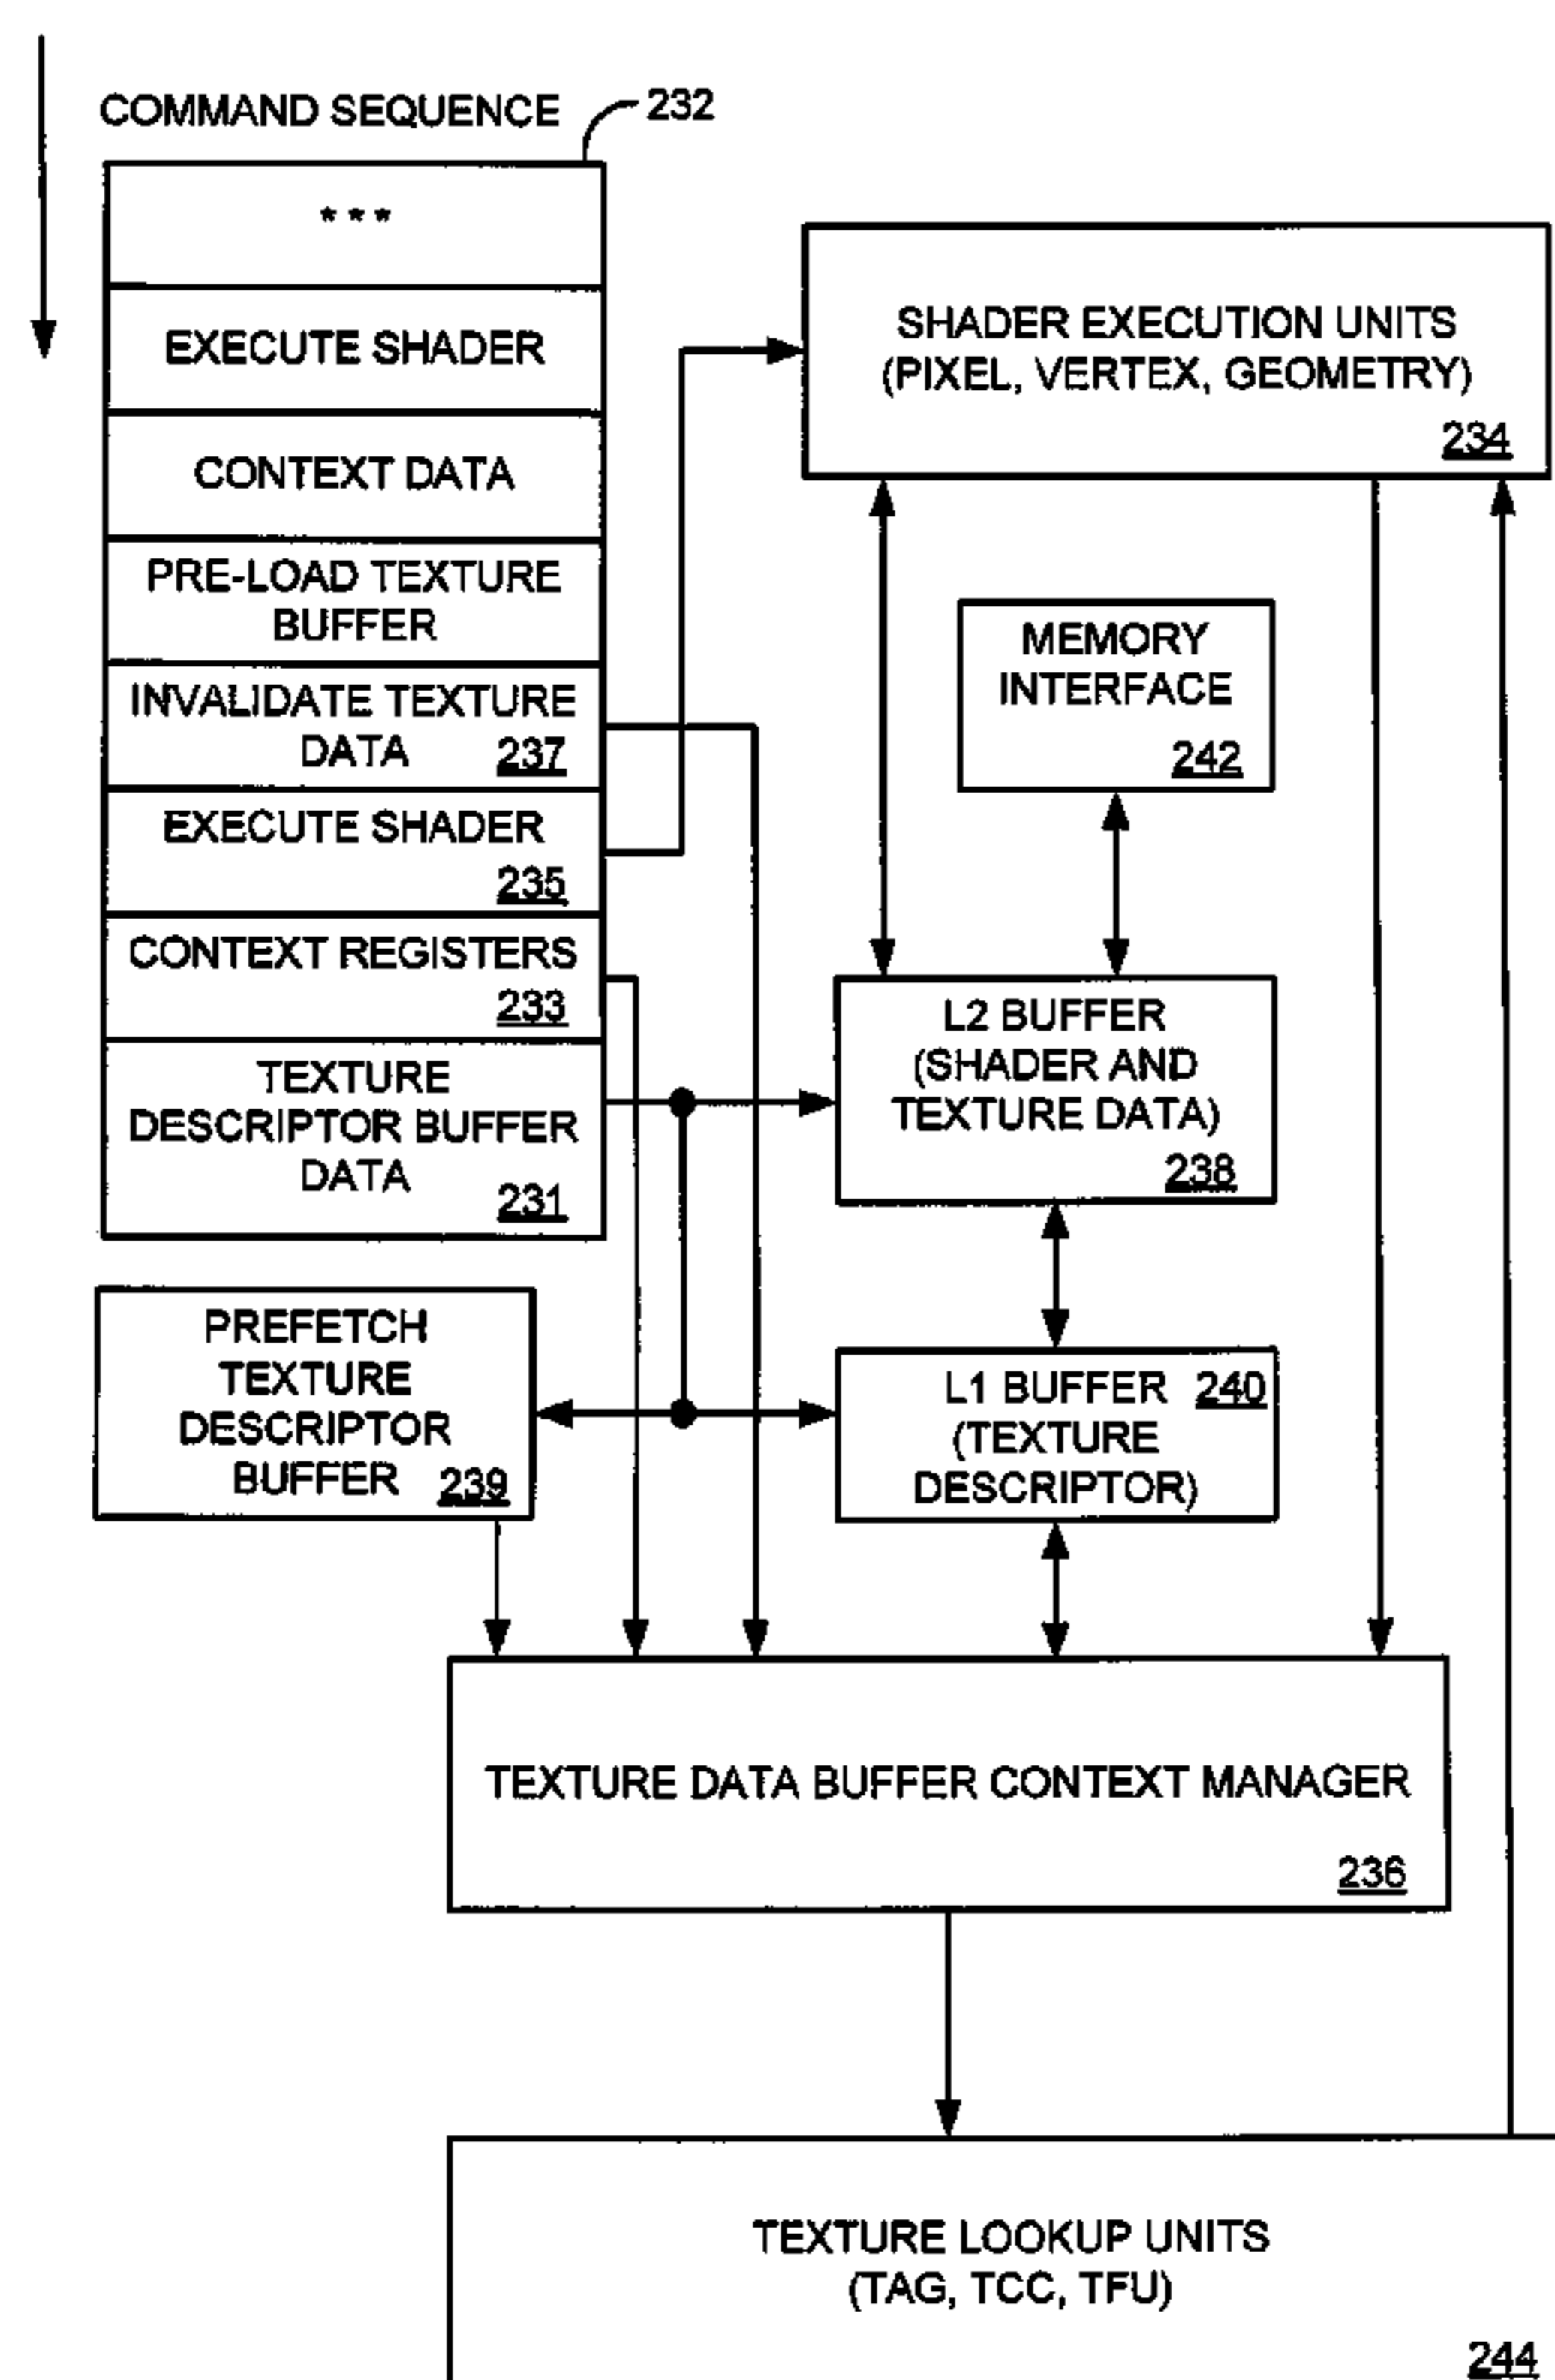 COMMAND SEQUENCE
232
***
EXECUTE SHADER
CONTEXT DATA
PRE-LOAD TEXTURE
BUFFER
INVALIDATE TEXTURE
DATA 237
EXECUTE SHADER
235
CONTEXT REGISTERS
233
TEXTURE
DESCRIPTOR BUFFER
DATA
231
SHADER EXECUTION UNITS
(PIXEL, VERTEX, GEOMETRY)
234
MEMORY
INTERFACE
242
L2 BUFFER
(SHADER AND
TEXTURE DATA)
238
PREFETCH
TEXTURE
DESCRIPTOR
BUFFER 239
L1 BUFFER 240
(TEXTURE
DESCRIPTOR)
TEXTURE DATA BUFFER CONTEXT MANAGER
236
TEXTURE LOOKUP UNITS
(TAG, TCC, TFU)
244